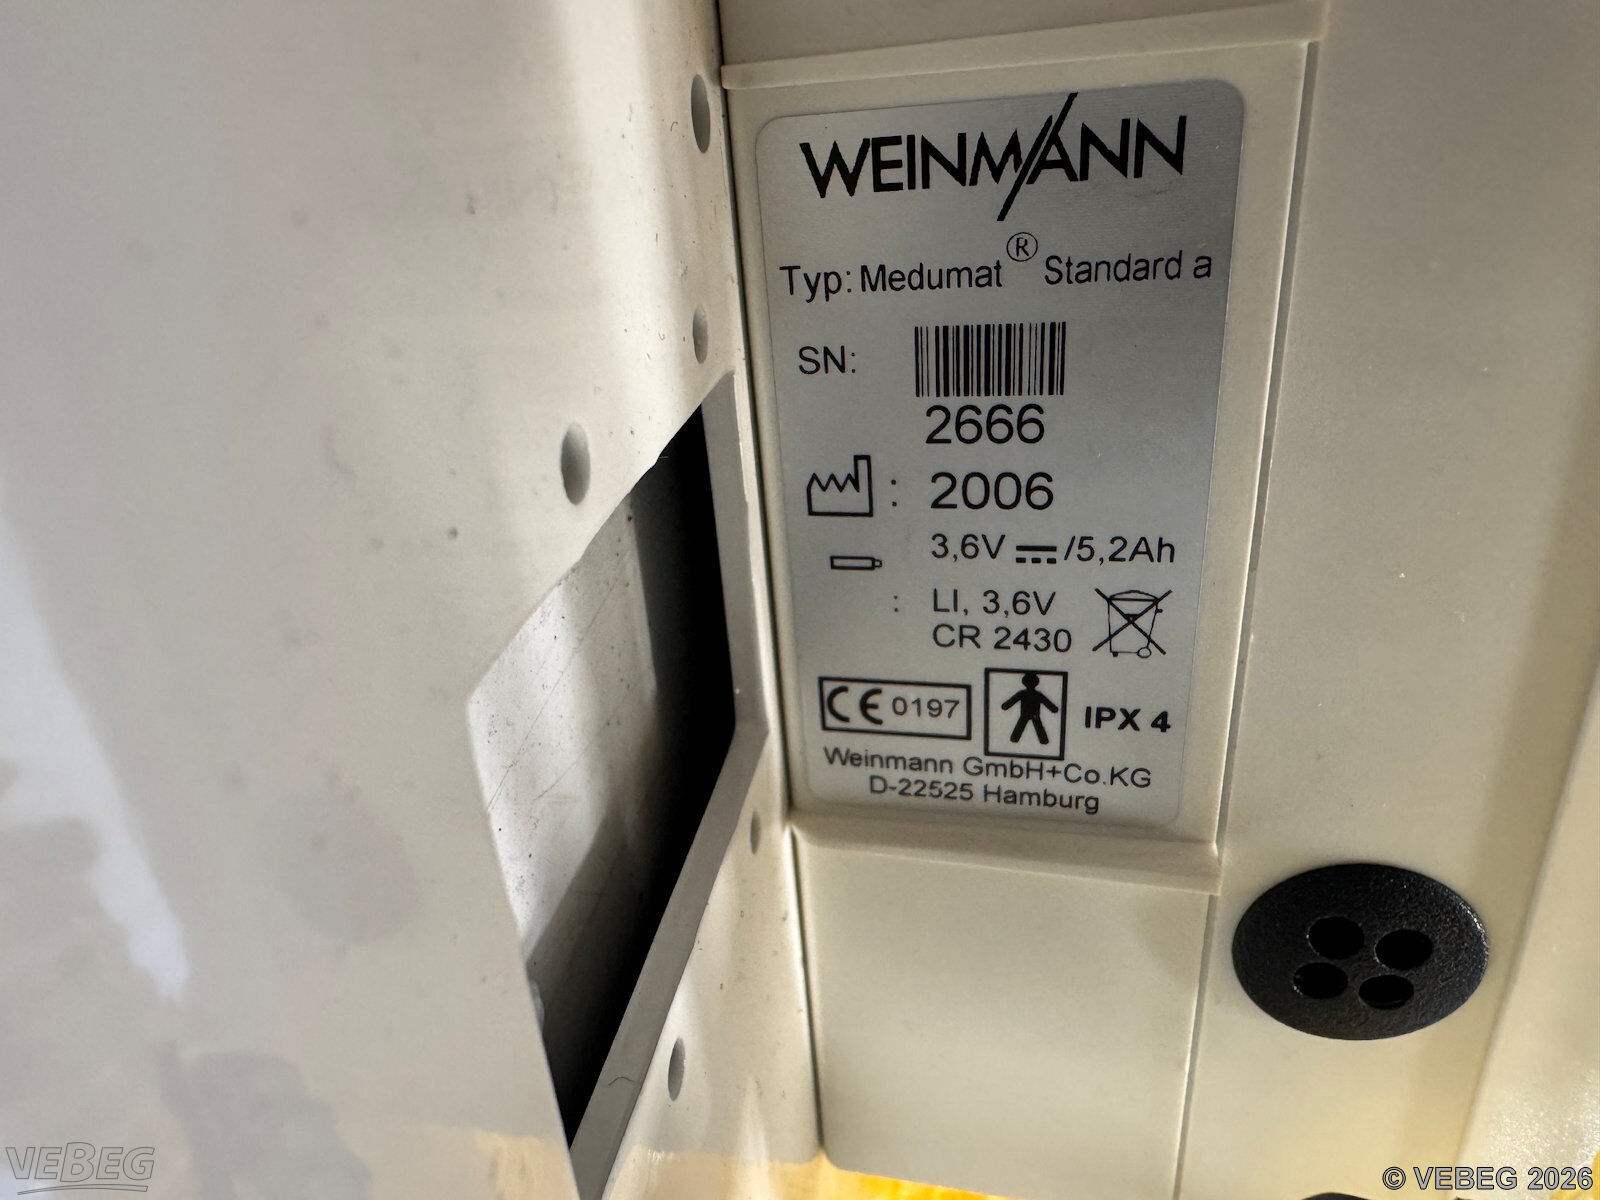 WEINMANN
Typ: Medumat® Standard a
SN:
2666
: 2006
3,6V /5,2Ah
: LI, 3,6V
CR 2430
CE 0197
IPX 4
Weinmann GmbH+Co.KG
D-22525 Hamburg
VEBEG
© VEBEG 2026